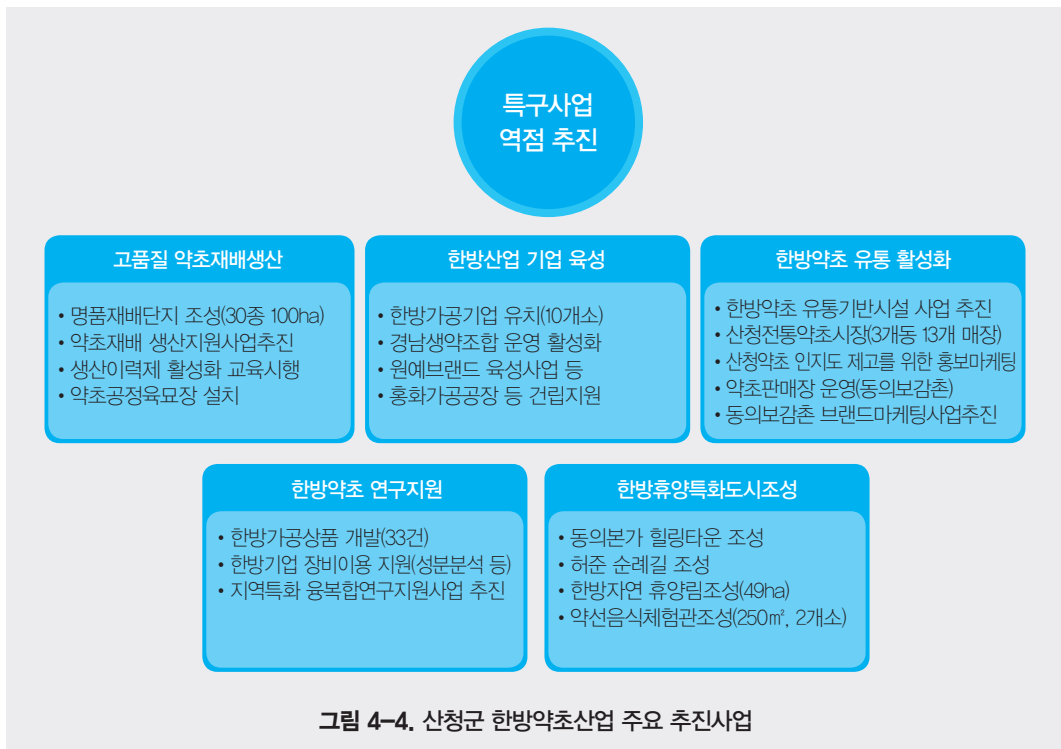 특구사업
역점 추진
고품질 약초재배생산
• 명품재배단지 조성(30종 100ha)
• 약초재배 생산지원사업추진
• 생산이력제 활성화 교육시행
• 약초공정육묘장 설치
한방산업 기업 육성
• 한방가공기업 유치(10개소)
• 경남생약조합 운영 활성화
• 원예브랜드 육성사업 등
• 홍화가공공장 등 건립지원
한방약초 유통 활성화
• 한방약초 유통기반시설 사업 추진
• 산청전통약초시장(3개동 13개 매장)
• 산청약초 인지도 제고를 위한 홍보마케팅
• 약초판매장 운영(동의보감촌)
• 동의보감촌 브랜드마케팅사업추진
한방약초 연구지원
• 한방가공상품 개발(33건)
• 한방기업 장비이용 지원(성분분석 등)
• 지역특화 융복합연구지원사업 추진
한방휴양특화도시조성
• 동의본가 힐링타운 조성
• 허준 순례길 조성
• 한방자연 휴양림조성(49ha)
• 약선음식체험관조성(250㎡, 2개소)
그림 4-4. 산청군 한방약초산업 주요 추진사업